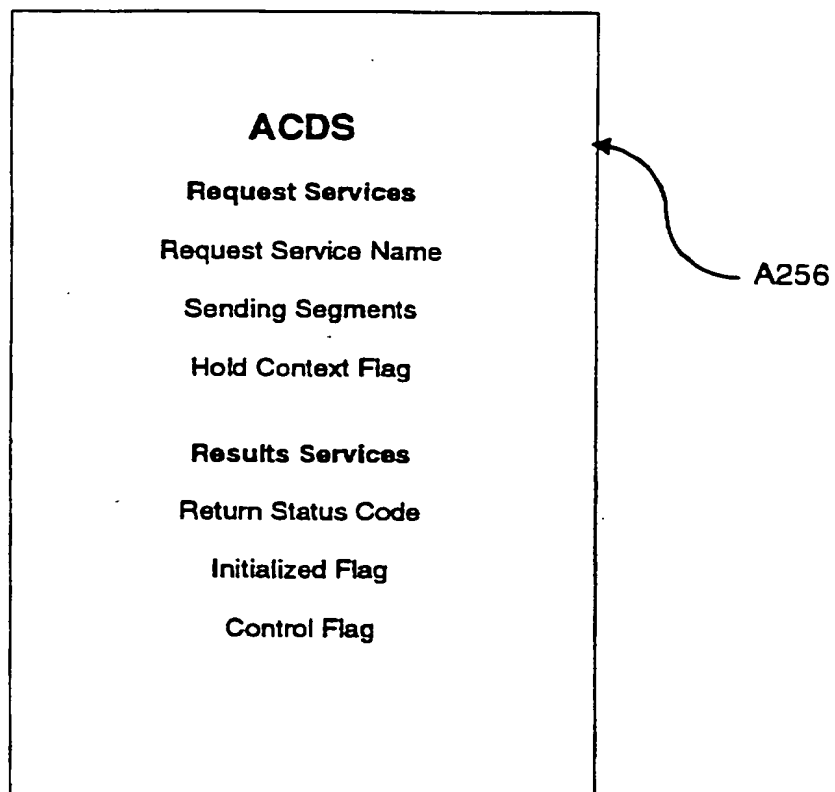 ACDS
Request Services
Request Service Name
Sending Segments
Hold Context Flag
Results Services
Return Status Code
Initialized Flag
Control Flag
A256